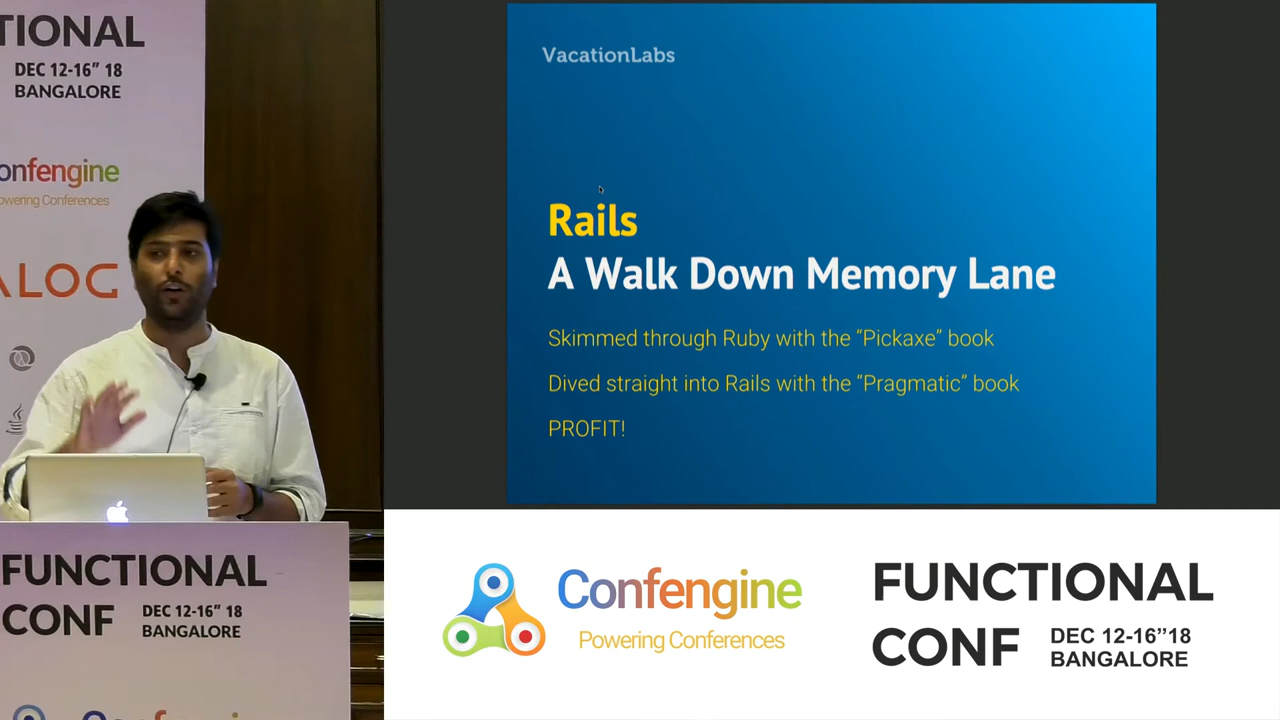 TIONAL
DEC 12-16" 18
BANGALORE
onfengine
owering Conferences
ALOG
FUNCTIONAL
CONF
DEC 12-16" 18
BANGALORE
VacationLabs
Rails
A Walk Down Memory Lane
Skimmed through Ruby with the “Pickaxe” book
Dived straight into Rails with the “Pragmatic” book
PROFIT!
Confengine
Powering Conferences
FUNCTIONAL
CONF
DEC 12-16”18
BANGALORE